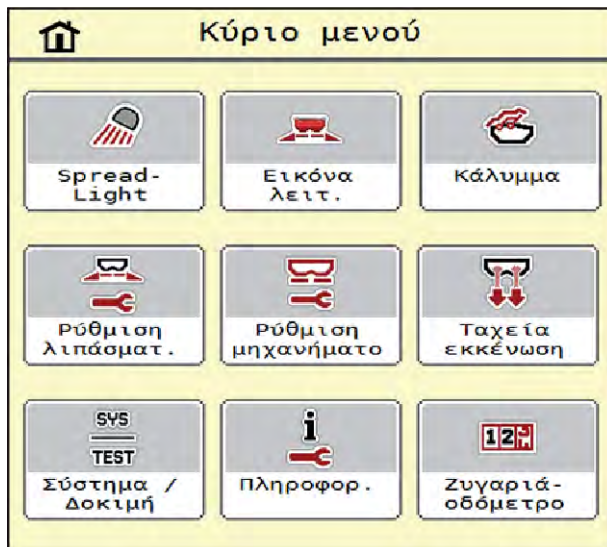 Κύριο μενού
Spread-
Light
Εικόνα
λειτ.
Κάλυμμα
Ρύθμιση
λιπάσματ.
Ρύθμιση
μηχανήματο
Ταχεία
εκκένωση
SYS
TEST
Σύστημα /
Δοκιμή
i
Πληροφορ.
12
Ζυγαριά-
οδόμετρο